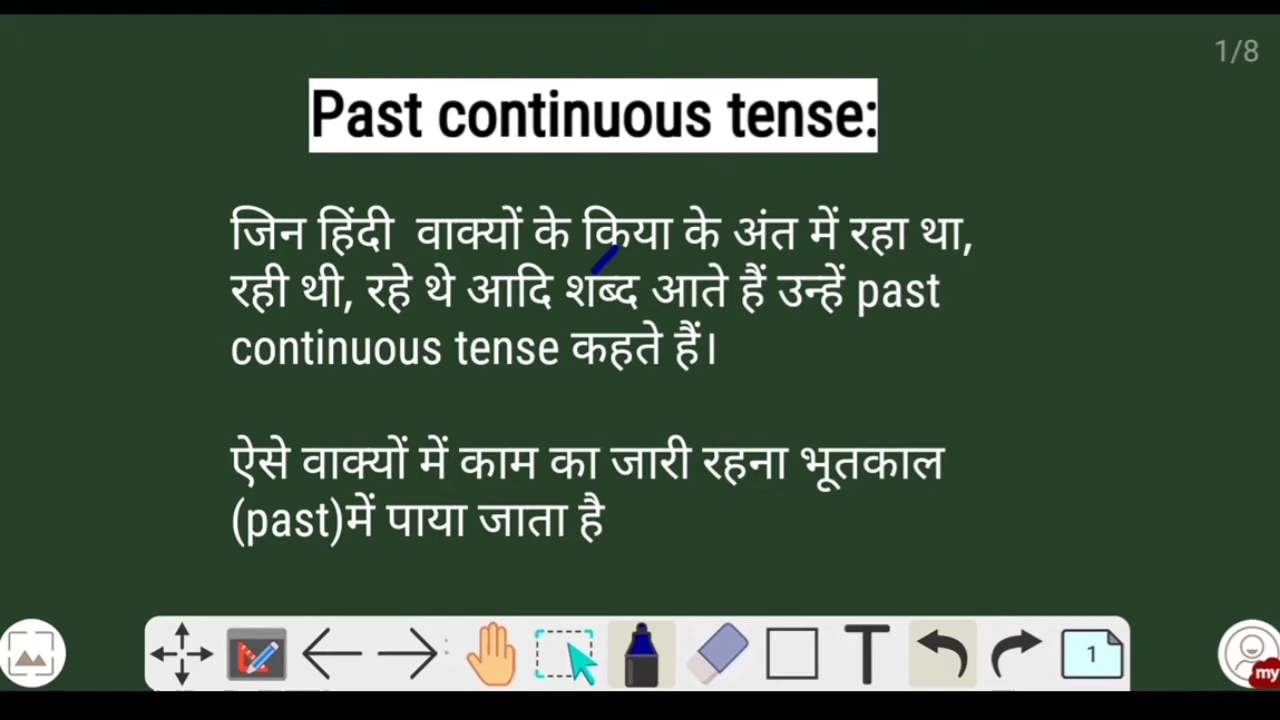 1/8
Past continuous tense:
जिन हिंदी वाक्यों के किया के अंत में रहा था,
रही थी, रहे थे आदि शब्द आते हैं उन्हें past
continuous tense कहते हैं।
ऐसे वाक्यों में काम का जारी रहना भूतकाल
(past)में पाया जाता है
T
1
my